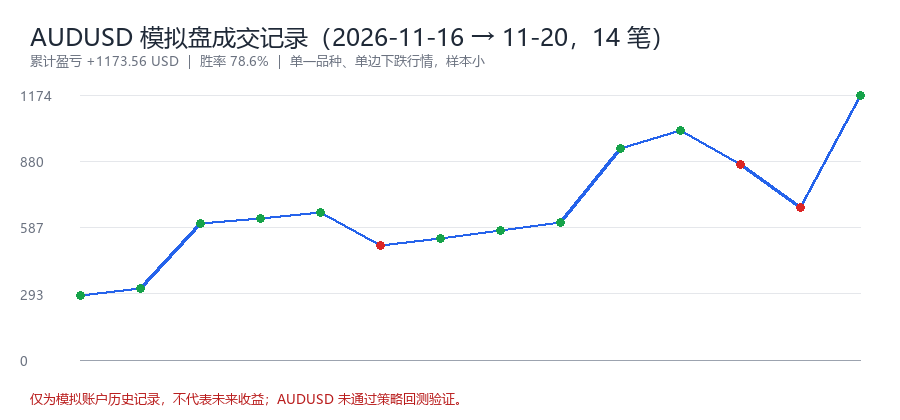 AUDUSD 模拟盘成交记录（2026-11-16 → 11-20，14 笔）
累计盈亏 +1173.56 USD ｜ 胜率 78.6% ｜ 单一品种、单边下跌行情，样本小
1174
880
587
293
0
仅为模拟账户历史记录，不代表未来收益；AUDUSD 未通过策略回测验证。